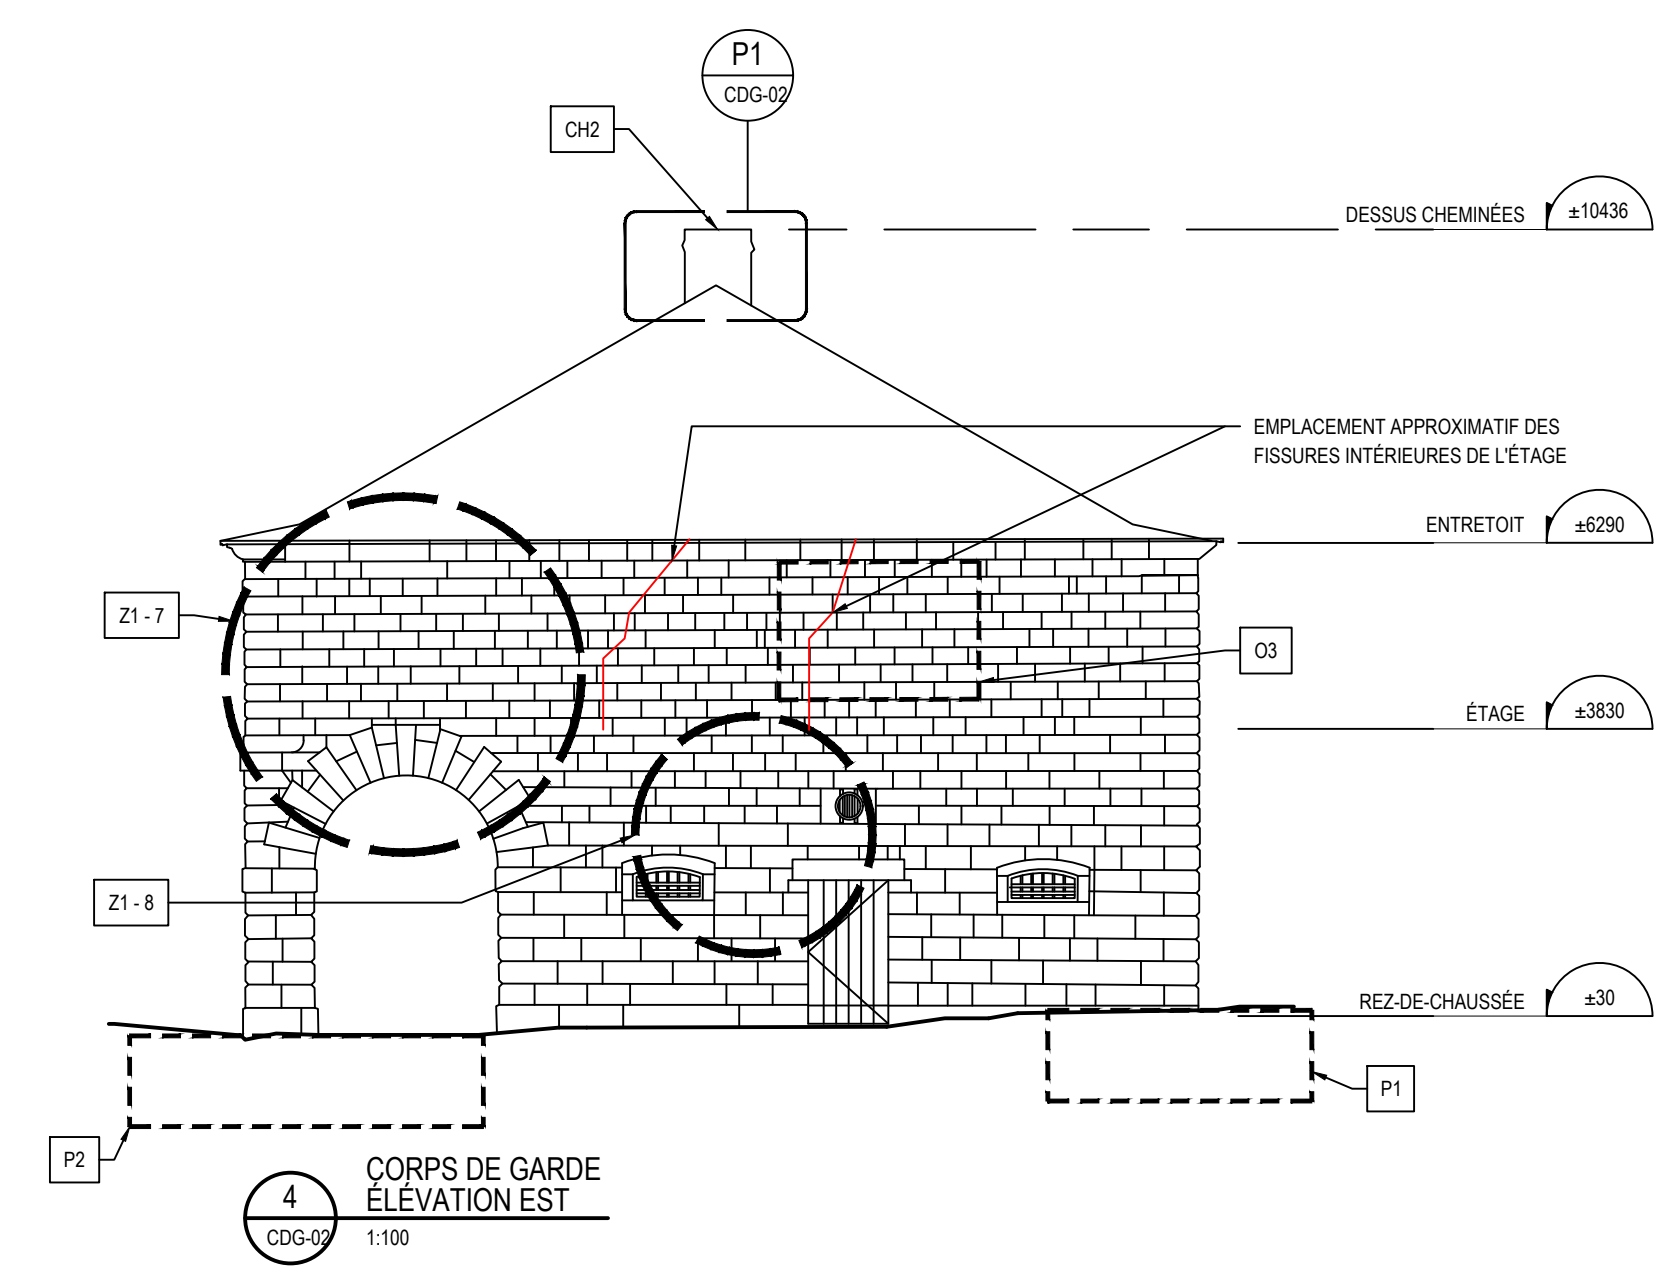 P1
CDG-02
CH2
DESSUS CHEMINÉES
±10436
EMPLACEMENT APPROXIMATIF DES
FISSURES INTÉRIEURES DE L'ÉTAGE
ENTRETOIT
±6290
Z1 - 7
O3
ÉTAGE
±3830
Z1 - 8
REZ-DE-CHAUSSÉE
±30
P1
P2
4
CDG-02
CORPS DE GARDE
ÉLÉVATION EST
1:100